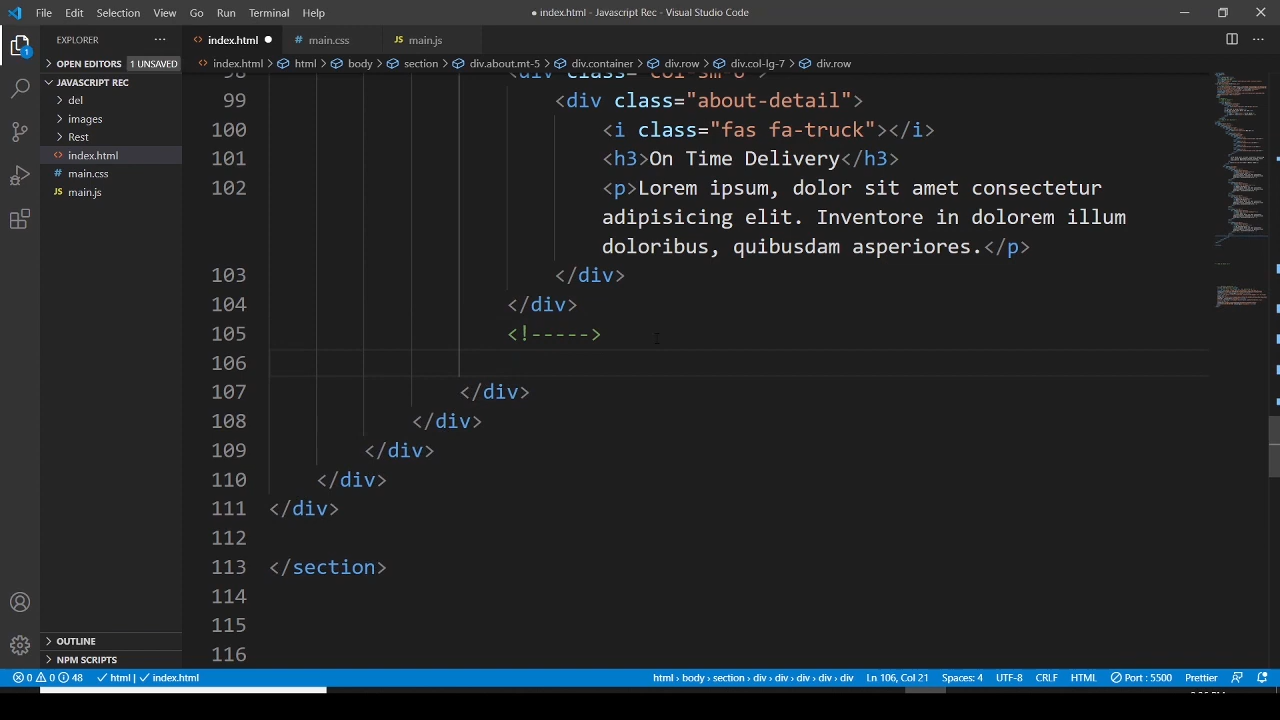 File Edit Selection View Go Run Terminal Help
● index.html - Javascript Rec - Visual Studio Code
EXPLORER
index.html ● main.css main.js
OPEN EDITORS 1 UNSAVED
index.html > html > body > section > div.about.mt-5 > div.container > div.row > div.col-lg-7 > div.row
JAVASCRIPT REC
del
images
Rest
index.html
main.css
main.js
OUTLINE
NPM SCRIPTS
98 <div class="col-sm-6">
99 <div class="about-detail">
100 <i class="fas fa-truck"></i>
101 <h3>On Time Delivery</h3>
102 <p>Lorem ipsum, dolor sit amet consectetur
adipisicing elit. Inventore in dolorem illum
doloribus, quibusdam asperiores.</p>
103 </div>
104 </div>
105 <!----->
106
107 </div>
108 </div>
109 </div>
110 </div>
111 </div>
112
113 </section>
114
115
116
0 0 48 html | index.html html › body › section › div › div › div › div › div Ln 106, Col 21 Spaces: 4 UTF-8 CRLF HTML Port : 5500 Prettier